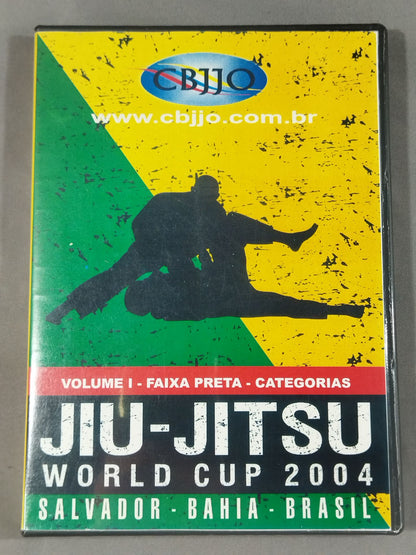 CBJJO
www.cbjjo.com.br
VOLUME I - FAIXA PRETA - CATEGORIAS
JIU-JITSU
WORLD CUP 2004
SALVADOR - BAHIA - BRASIL